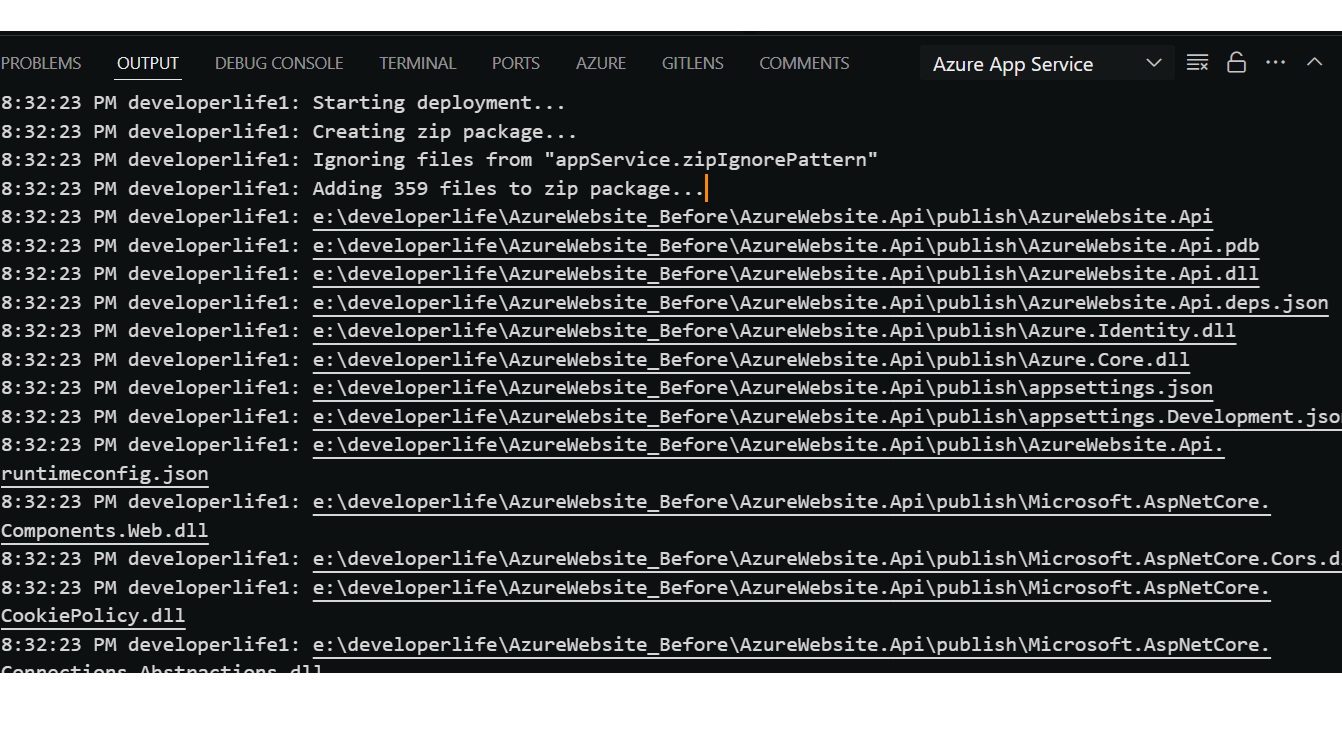 PROBLEMS OUTPUT DEBUG CONSOLE TERMINAL PORTS AZURE GITLENS COMMENTS Azure App Service
8:32:23 PM developerlife1: Starting deployment...
8:32:23 PM developerlife1: Creating zip package...
8:32:23 PM developerlife1: Ignoring files from "appService.zipIgnorePattern"
8:32:23 PM developerlife1: Adding 359 files to zip package...
8:32:23 PM developerlife1: e:\developerlife\AzureWebsite_Before\AzureWebsite.Api\publish\AzureWebsite.Api
8:32:23 PM developerlife1: e:\developerlife\AzureWebsite_Before\AzureWebsite.Api\publish\AzureWebsite.Api.pdb
8:32:23 PM developerlife1: e:\developerlife\AzureWebsite_Before\AzureWebsite.Api\publish\AzureWebsite.Api.dll
8:32:23 PM developerlife1: e:\developerlife\AzureWebsite_Before\AzureWebsite.Api\publish\AzureWebsite.Api.deps.json
8:32:23 PM developerlife1: e:\developerlife\AzureWebsite_Before\AzureWebsite.Api\publish\Azure.Identity.dll
8:32:23 PM developerlife1: e:\developerlife\AzureWebsite_Before\AzureWebsite.Api\publish\Azure.Core.dll
8:32:23 PM developerlife1: e:\developerlife\AzureWebsite_Before\AzureWebsite.Api\publish\appsettings.json
8:32:23 PM developerlife1: e:\developerlife\AzureWebsite_Before\AzureWebsite.Api\publish\appsettings.Development.jso
8:32:23 PM developerlife1: e:\developerlife\AzureWebsite_Before\AzureWebsite.Api\publish\AzureWebsite.Api.
runtimeconfig.json
8:32:23 PM developerlife1: e:\developerlife\AzureWebsite_Before\AzureWebsite.Api\publish\Microsoft.AspNetCore.
Components.Web.dll
8:32:23 PM developerlife1: e:\developerlife\AzureWebsite_Before\AzureWebsite.Api\publish\Microsoft.AspNetCore.Cors.d
8:32:23 PM developerlife1: e:\developerlife\AzureWebsite_Before\AzureWebsite.Api\publish\Microsoft.AspNetCore.
CookiePolicy.dll
8:32:23 PM developerlife1: e:\developerlife\AzureWebsite_Before\AzureWebsite.Api\publish\Microsoft.AspNetCore.
Connections.Abstractions.dll